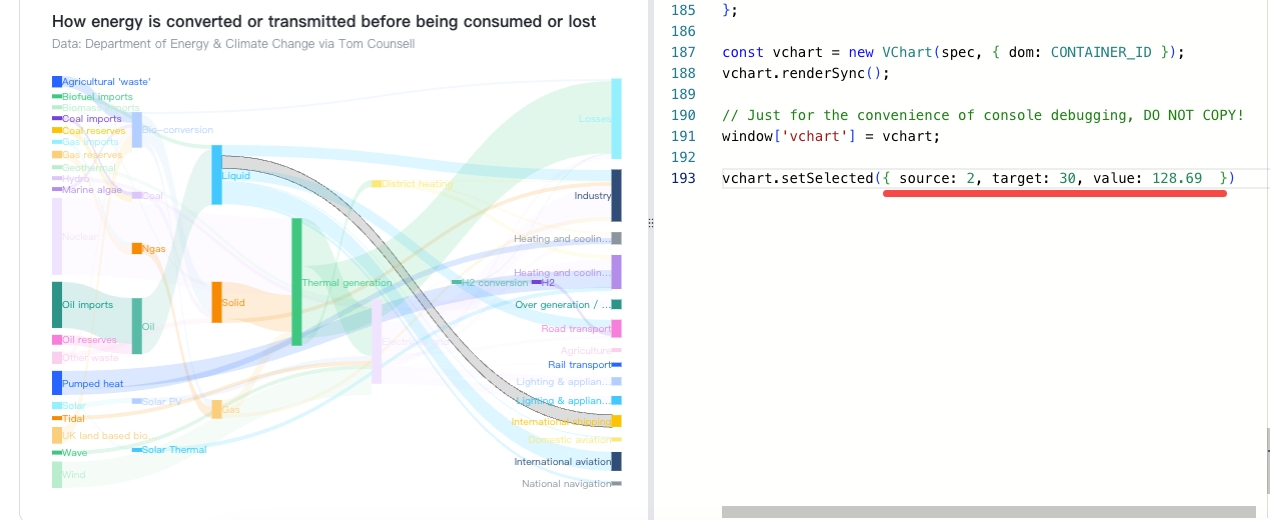 How energy is converted or transmitted before being consumed or lost
Data: Department of Energy & Climate Change via Tom Counsell
Agricultural 'waste'
Biofuel imports
Biomass imports
Coal imports
Coal reserves
Gas imports
Gas reserves
Geothermal
Hydro
Marine algae
Nuclear
Oil imports
Oil reserves
Other waste
Pumped heat
Solar
Tidal
UK land based bio...
Wave
Wind
Bio-conversion
Coal
Ngas
Oil
Solar PV
Solar Thermal
Liquid
Solid
Gas
Thermal generation
District heating
H2 conversion
H2
Losses
Industry
Heating and coolin...
Heating and coolin...
Over generation / ...
Road transport
Agriculture
Rail transport
Lighting & applian...
Lighting & applian...
International shipping
Domestic aviation
International aviation
National navigation
185 };
186
187 const vchart = new VChart(spec, { dom: CONTAINER_ID });
188 vchart.renderSync();
189
190 // Just for the convenience of console debugging, DO NOT COPY!
191 window['vchart'] = vchart;
192
193 vchart.setSelected({ source: 2, target: 30, value: 128.69  })